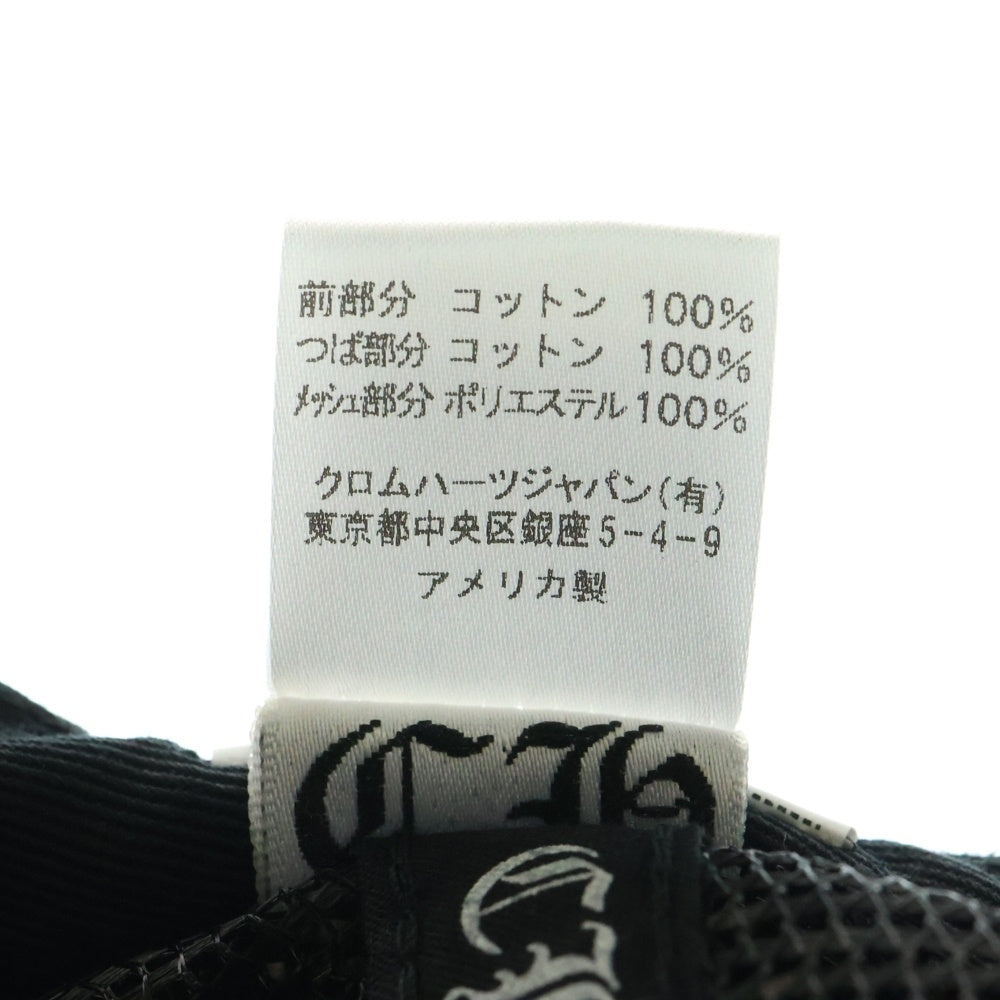 前部分 コットン 100%
つば部分 コットン 100%
メッシュ部分 ポリエステル 100%
クロムハーツジャパン(有)
東京都中央区銀座5-4-9
アメリカ製
CH